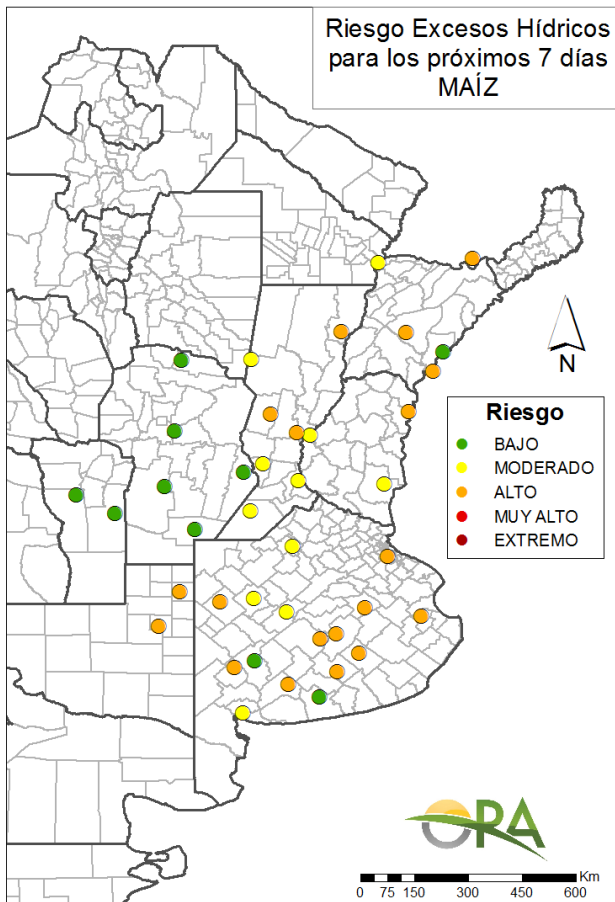 Riesgo Excesos Hídricos
para los próximos 7 días
MAÍZ
N
Riesgo
BAJO
MODERADO
ALTO
MUY ALTO
EXTREMO
ORA
Km
0 75 150 300 450 600